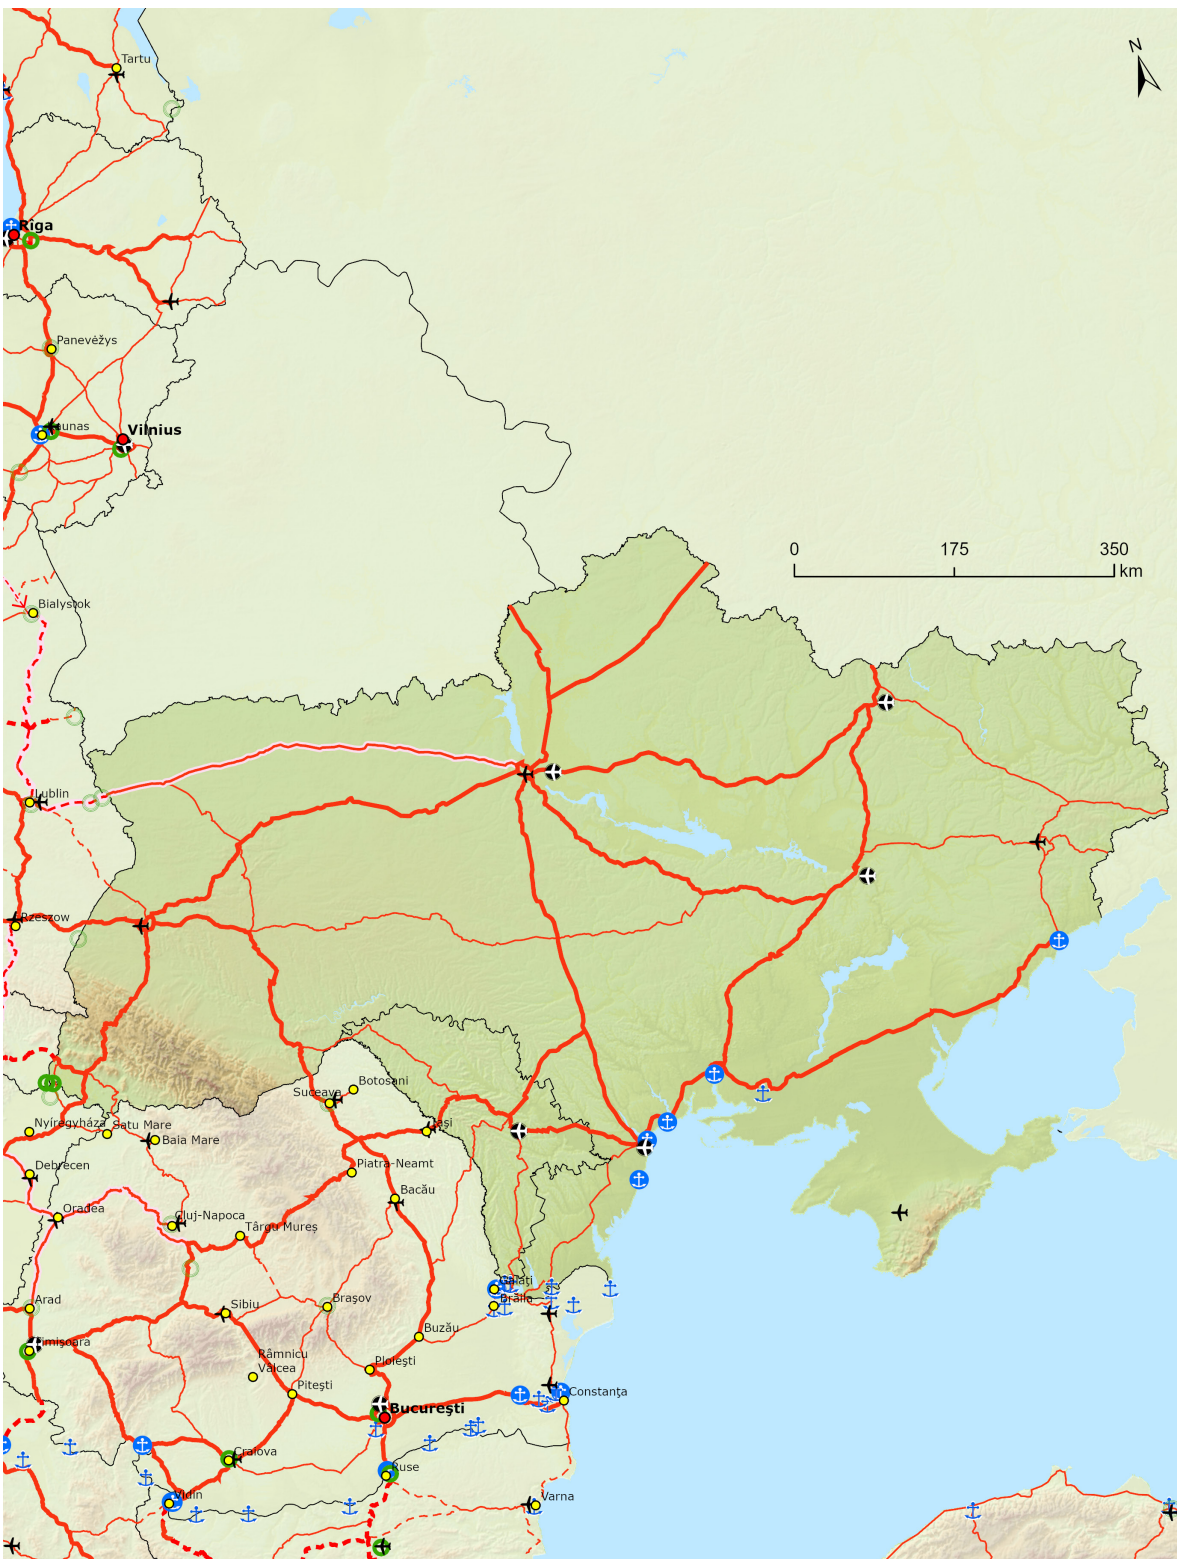 Tartu
N
Rīga
Panevėžys
Kaunas
Vilnius
0 175 350
km
Bialystok
Lublin
Rzeszow
Botosani
Suceava
Nyíregyháza
Satu Mare
Iaşi
Baia Mare
Debrecen
Piatra-Neamt
Bacău
Oradea
Cluj-Napoca
Târgu Mureș
Galaţi
Arad
Sibiu
Braşov
Brăila
Buzău
Timişoara
Râmnicu
Vâlcea
Ploieşti
Piteşti
Constanţa
Bucureşti
Craiova
Ruse
Vidin
Varna